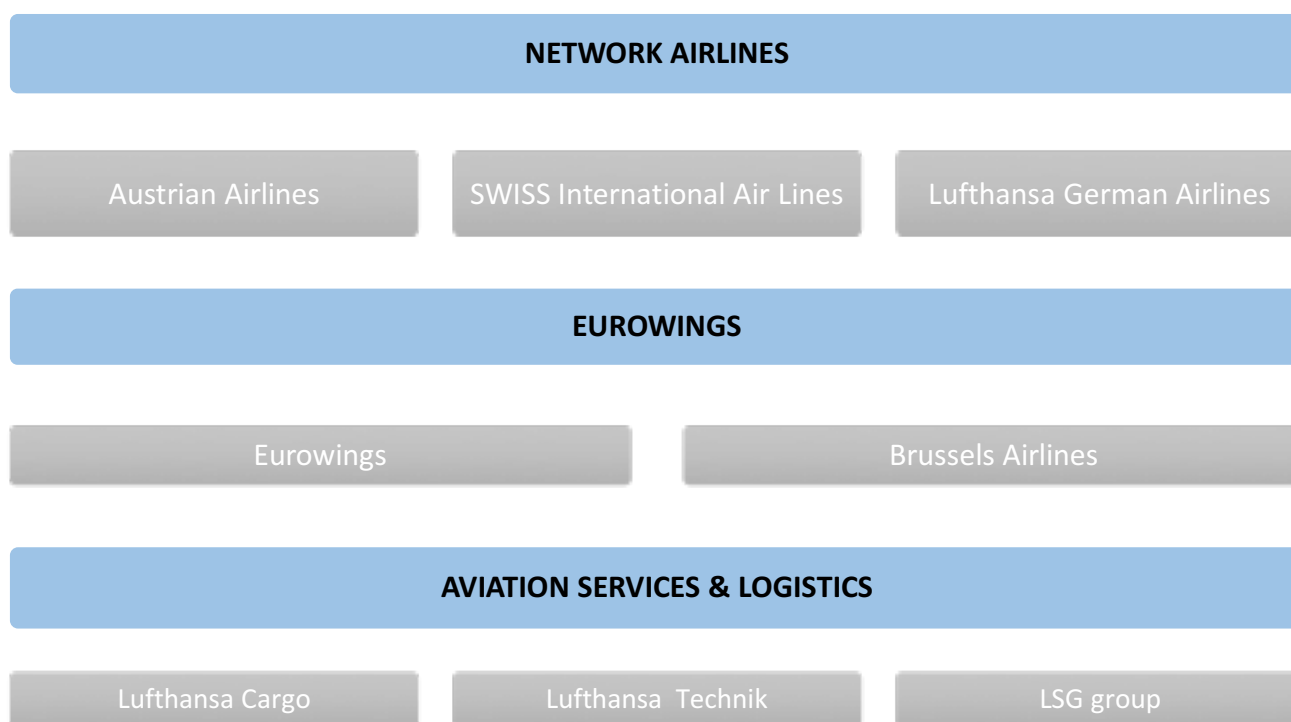 NETWORK AIRLINES
Austrian Airlines
SWISS International Air Lines
Lufthansa German Airlines
EUROWINGS
Eurowings
Brussels Airlines
AVIATION SERVICES & LOGISTICS
Lufthansa Cargo
Lufthansa  Technik
LSG group